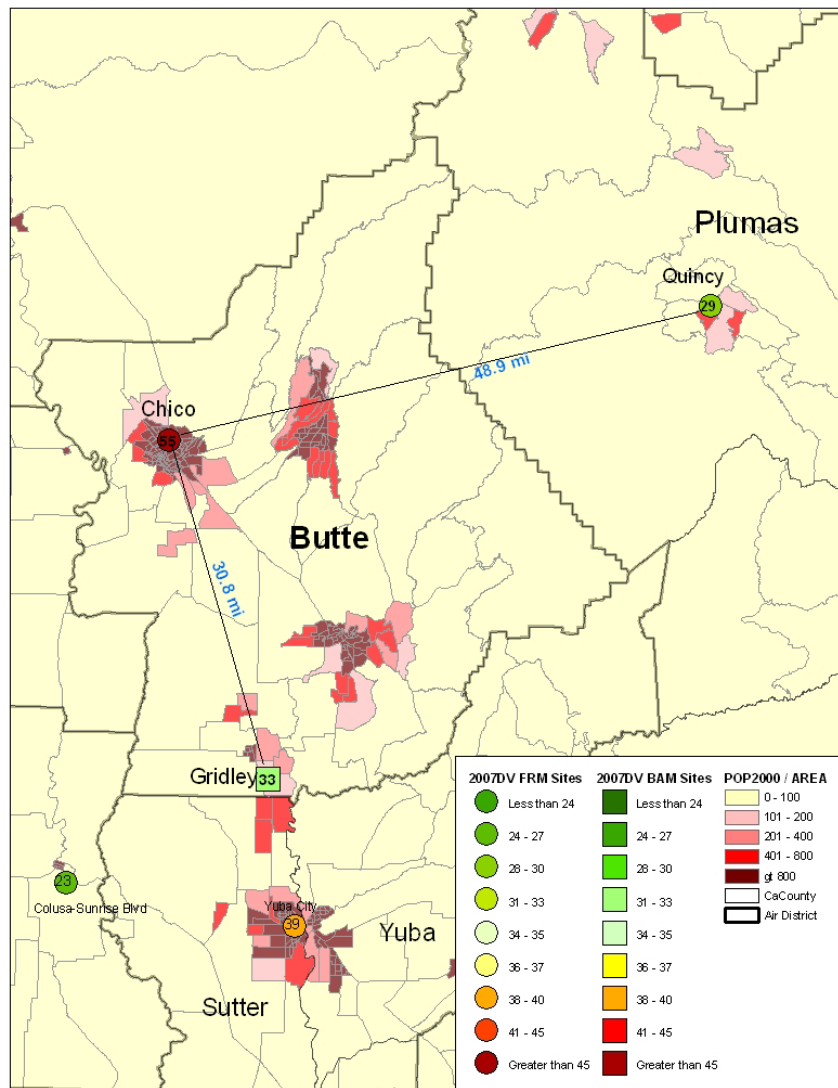 Plumas
Quincy
29
48.9 mi
Chico
55
Butte
30.8 mi
Gridley
33
23
Colusa-Sunrise Blvd
Yuba City
39
Yuba
Sutter
2007DV FRM Sites
Less than 24
24 - 27
28 - 30
31 - 33
34 - 35
36 - 37
38 - 40
41 - 45
Greater than 45
2007DV BAM Sites
Less than 24
24 - 27
28 - 30
31 - 33
34 - 35
36 - 37
38 - 40
41 - 45
Greater than 45
POP2000 / AREA
0 - 100
101 - 200
201 - 400
401 - 800
gt 800
CaCounty
Air District